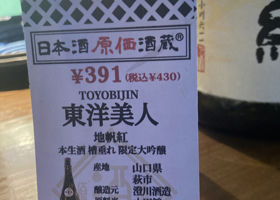 日本酒原価酒蔵®
¥391(税込¥430)
TOYOBIJIN
東洋美人
地帆紅
本生酒 槽垂れ 限定大吟醸
産地 山口県
萩市
醸造元 澄川酒造